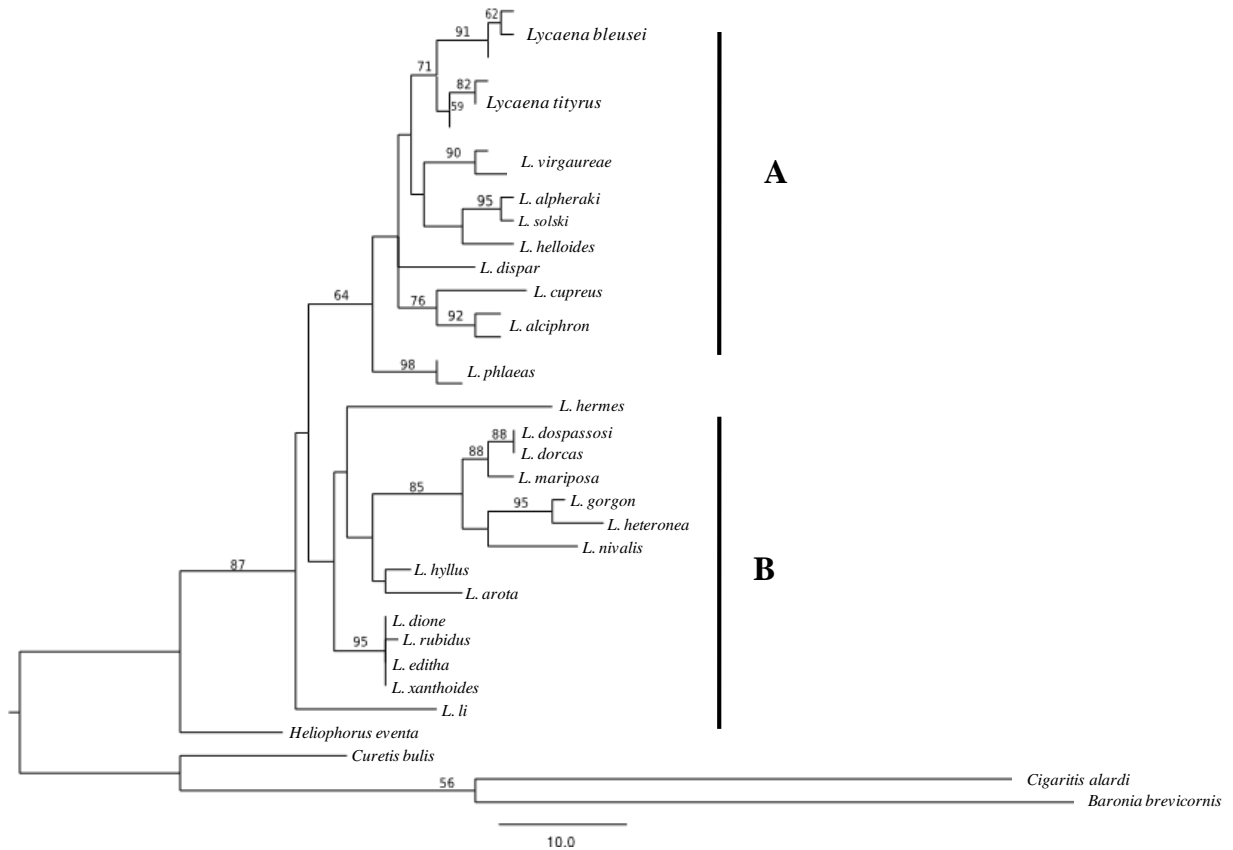 62
Lycaena bleusei
91
71
82
Lycaena tityrus
59
90
L. virgaureae
95
L. alpheraki
L. solski
L. helloides
L. dispar
L. cupreus
64
76
92
L. alciphron
98
L. phlaeas
A
L. hermes
88
L. dospassosi
L. dorcas
88
L. mariposa
85
95
L. gorgon
L. heteronea
L. nivalis
87
L. hyllus
B
L. arota
L. dione
95
L. rubidus
L. editha
L. xanthoides
L. li
Heliophorus eventa
Curetis bulis
56
Cigaritis alardi
Baronia brevicornis
10.0